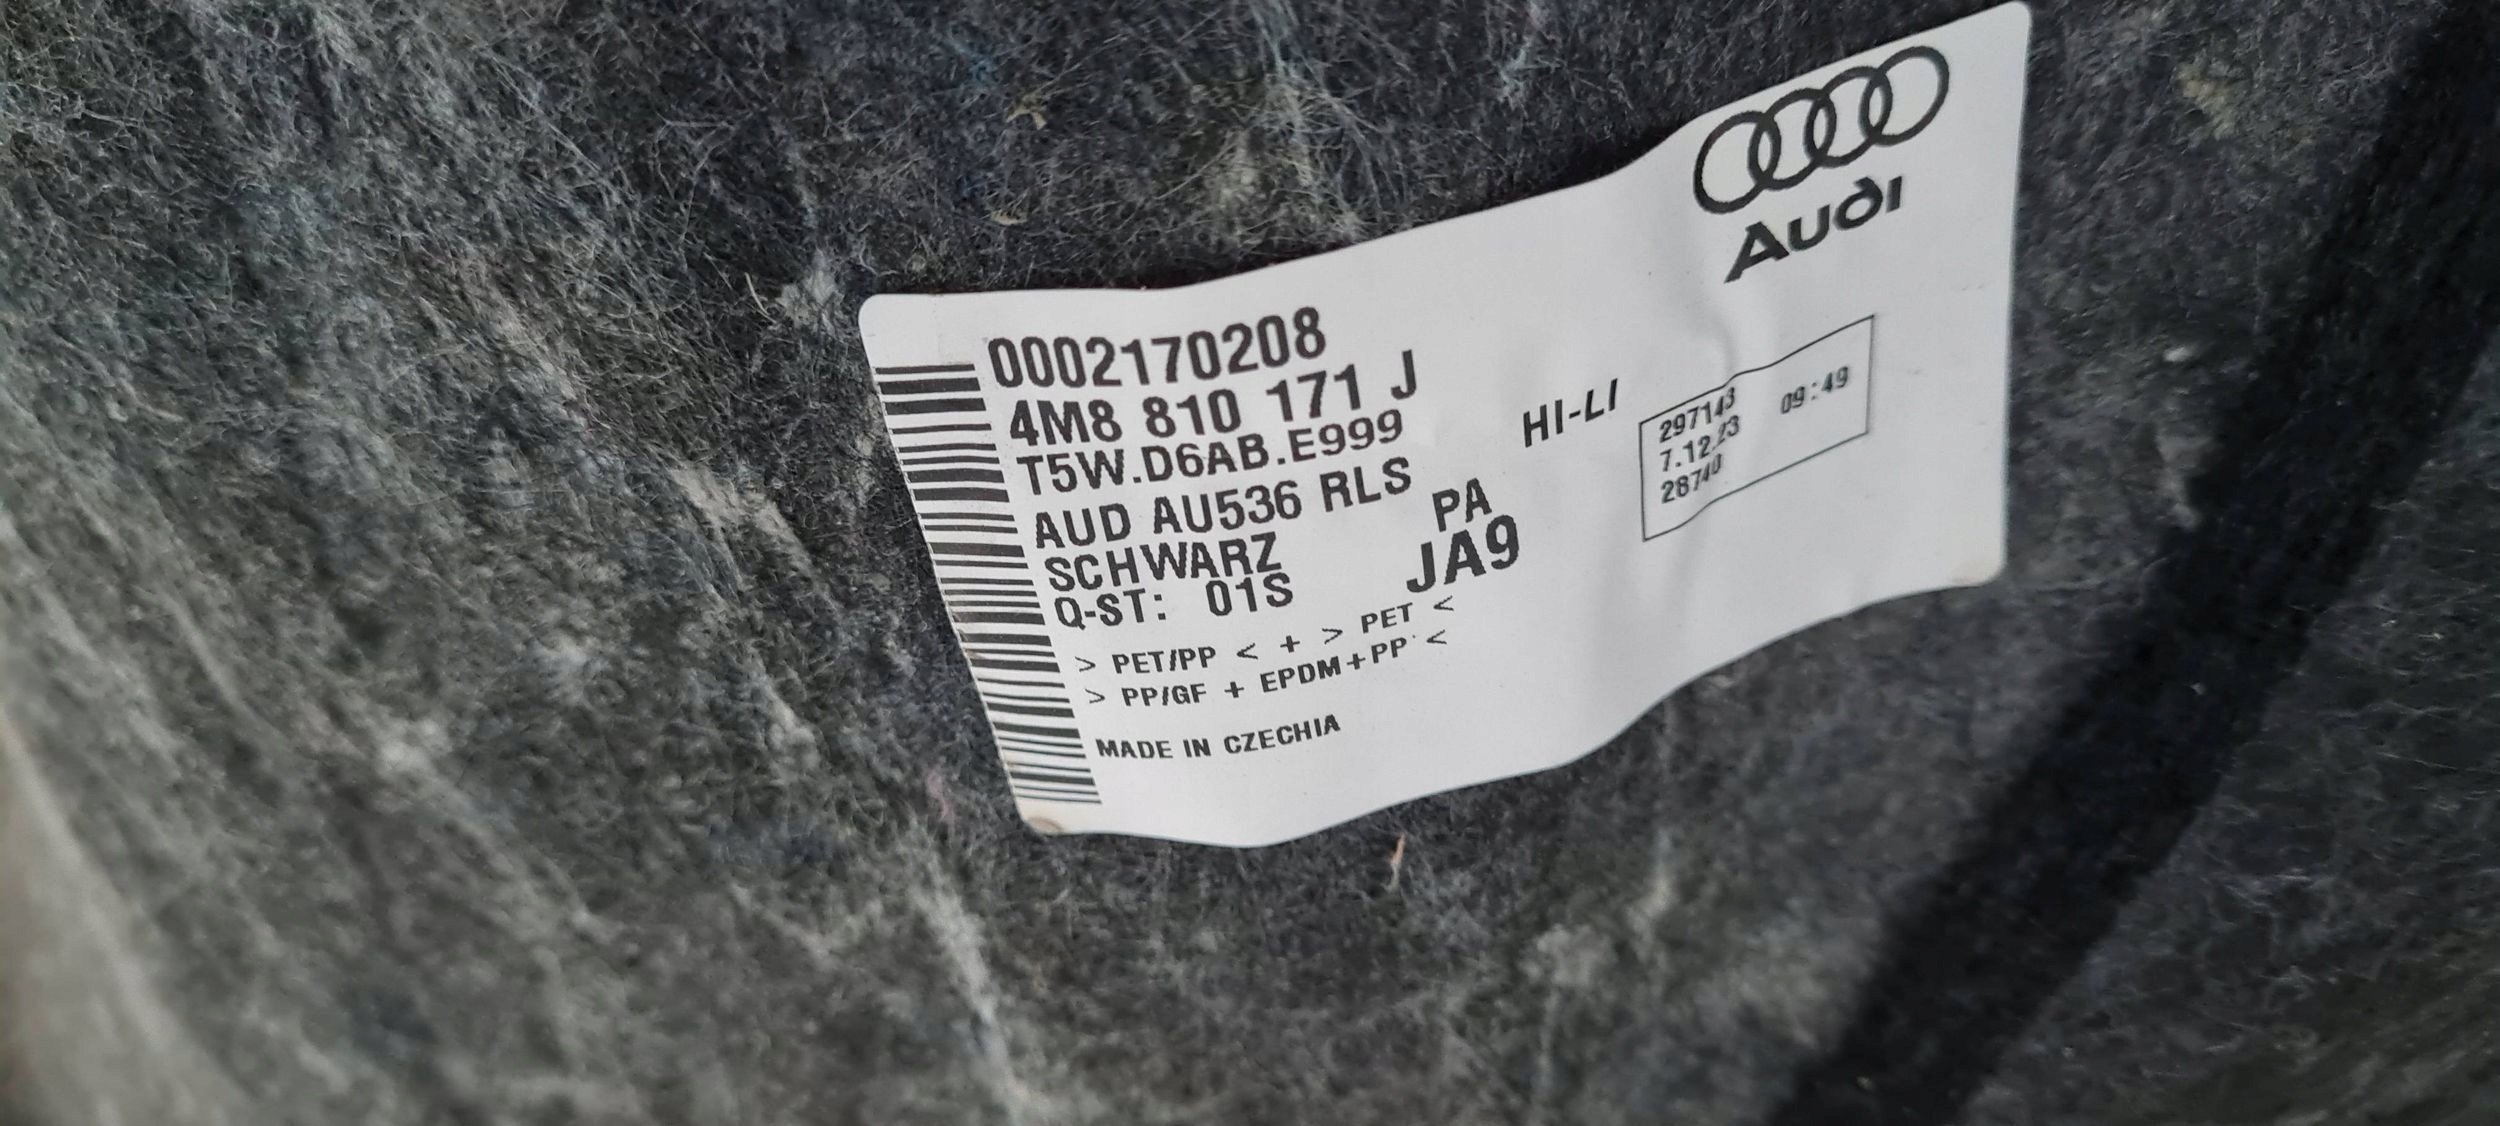 Audi
0002170208
4M8 810 171 J
T5W.D6AB.E999
AUD AU536 RLS
SCHWARZ
Q-ST: 01S
PA
JA9
HI-LI
297143
7.12.23 09:49
28740
> PET/PP < + > PET <
> PP/GF + EPDM+PP <
MADE IN CZECHIA